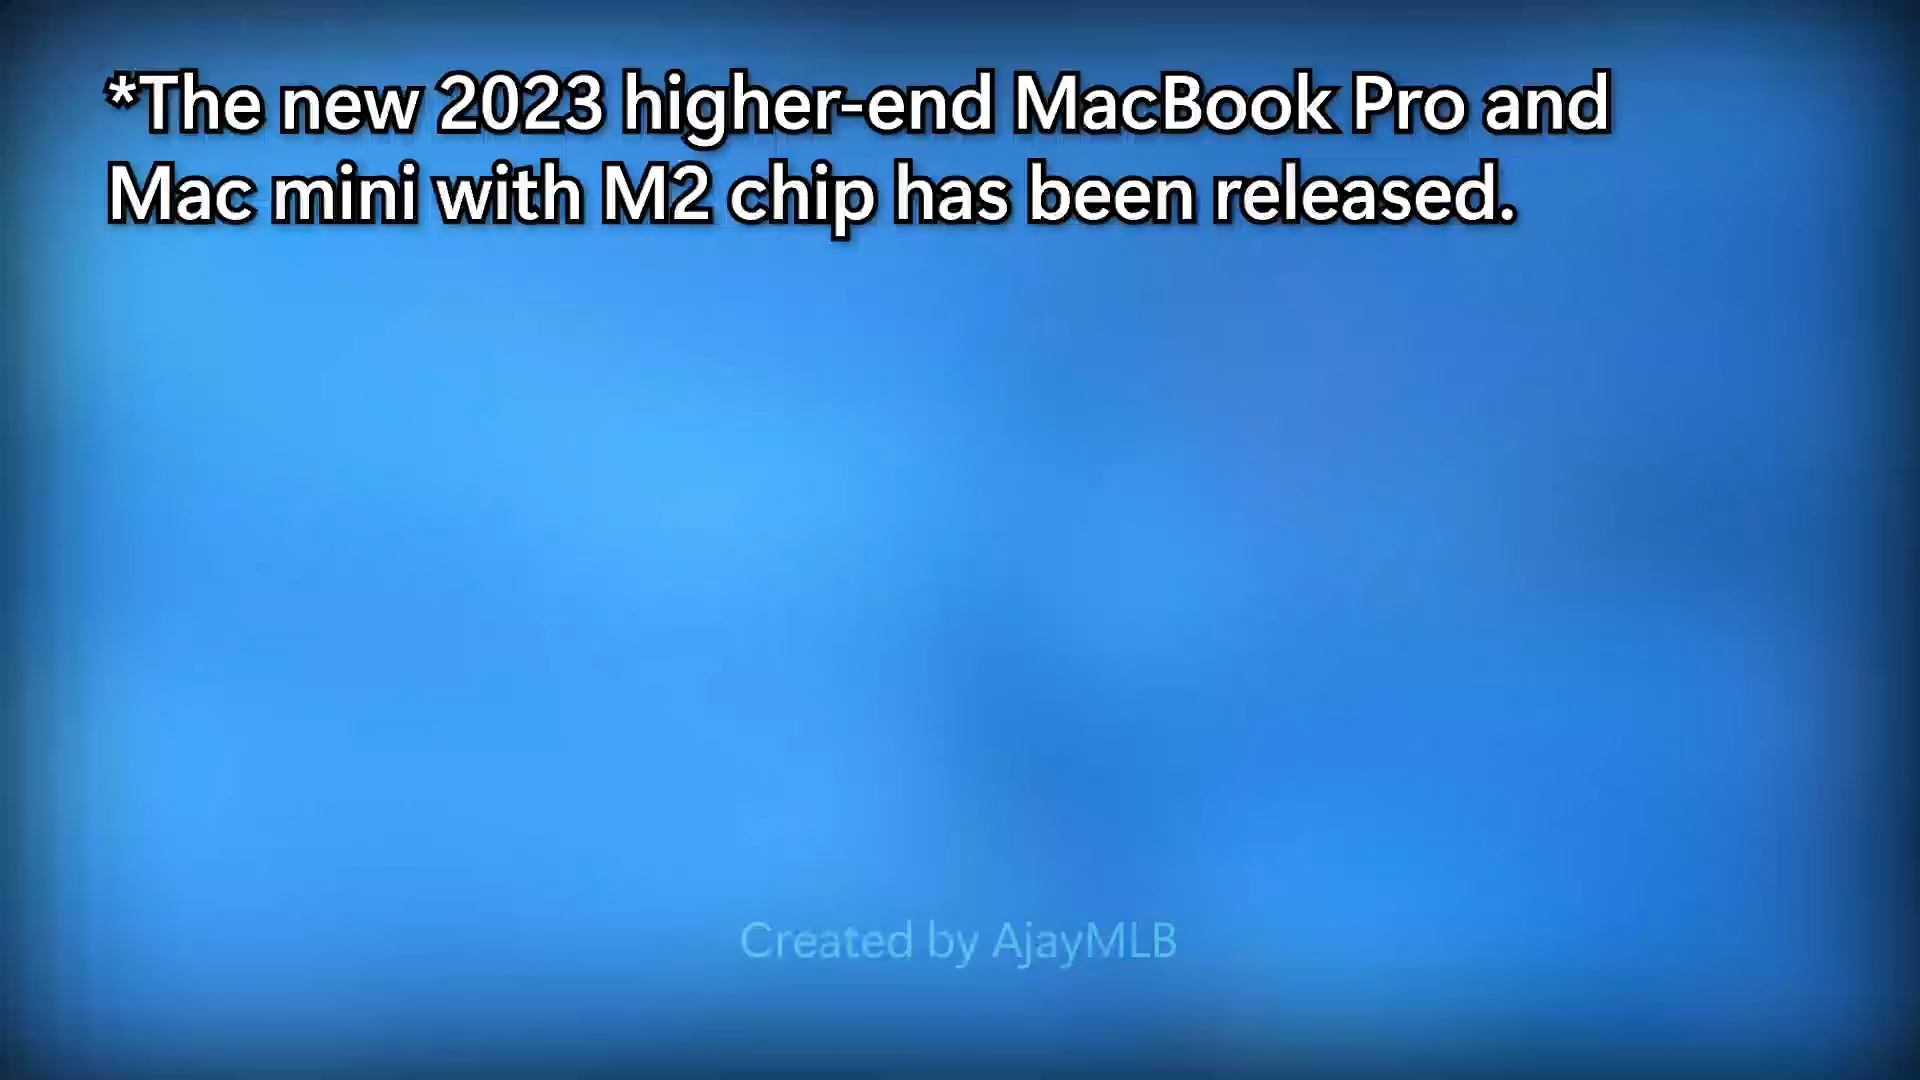 *The new 2023 higher-end MacBook Pro and
Mac mini with M2 chip has been released.
Created by AjayMLB